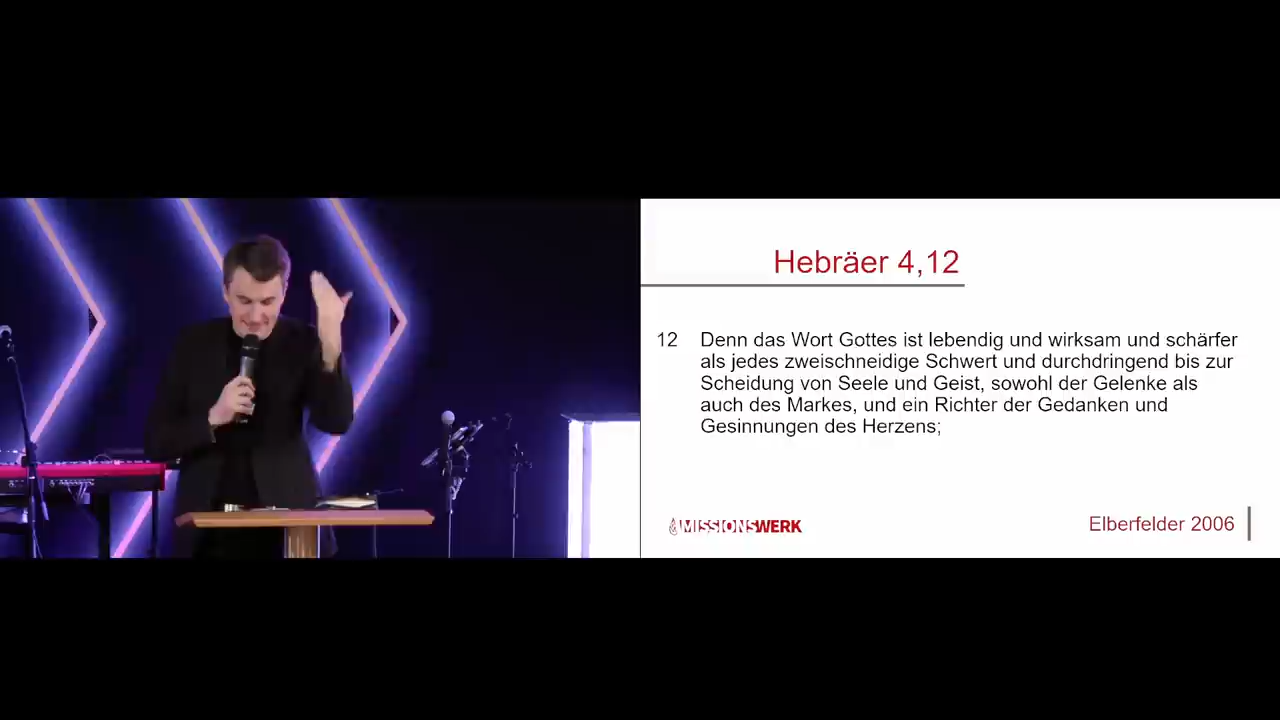 Hebräer 4,12
12 Denn das Wort Gottes ist lebendig und wirksam und schärfer
als jedes zweischneidige Schwert und durchdringend bis zur
Scheidung von Seele und Geist, sowohl der Gelenke als
auch des Markes, und ein Richter der Gedanken und
Gesinnungen des Herzens;
MISSIONSWERK
Elberfelder 2006